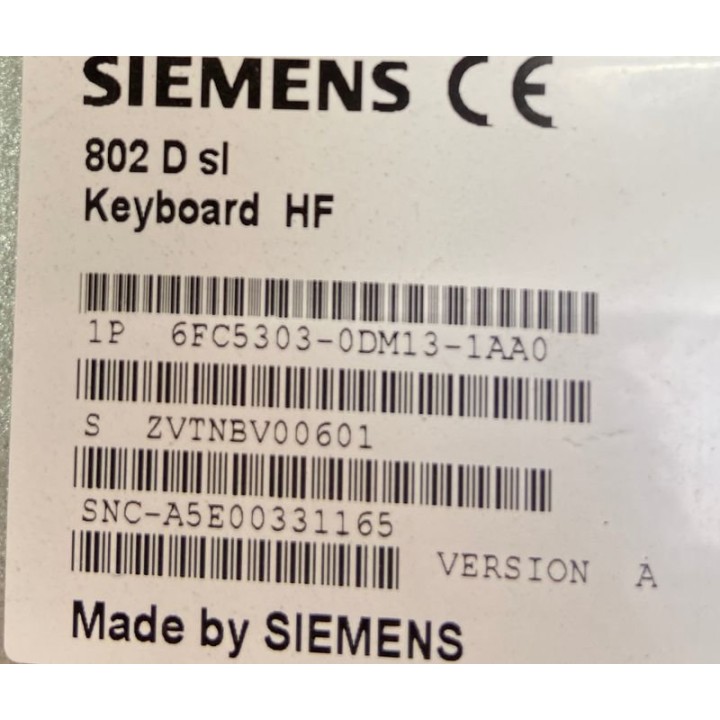 SIEMENS CE
802 D sl
Keyboard HF
1P 6FC5303-0DM13-1AA0
S ZVTNBV00601
SNC-A5E00331165
VERSION A
Made by SIEMENS